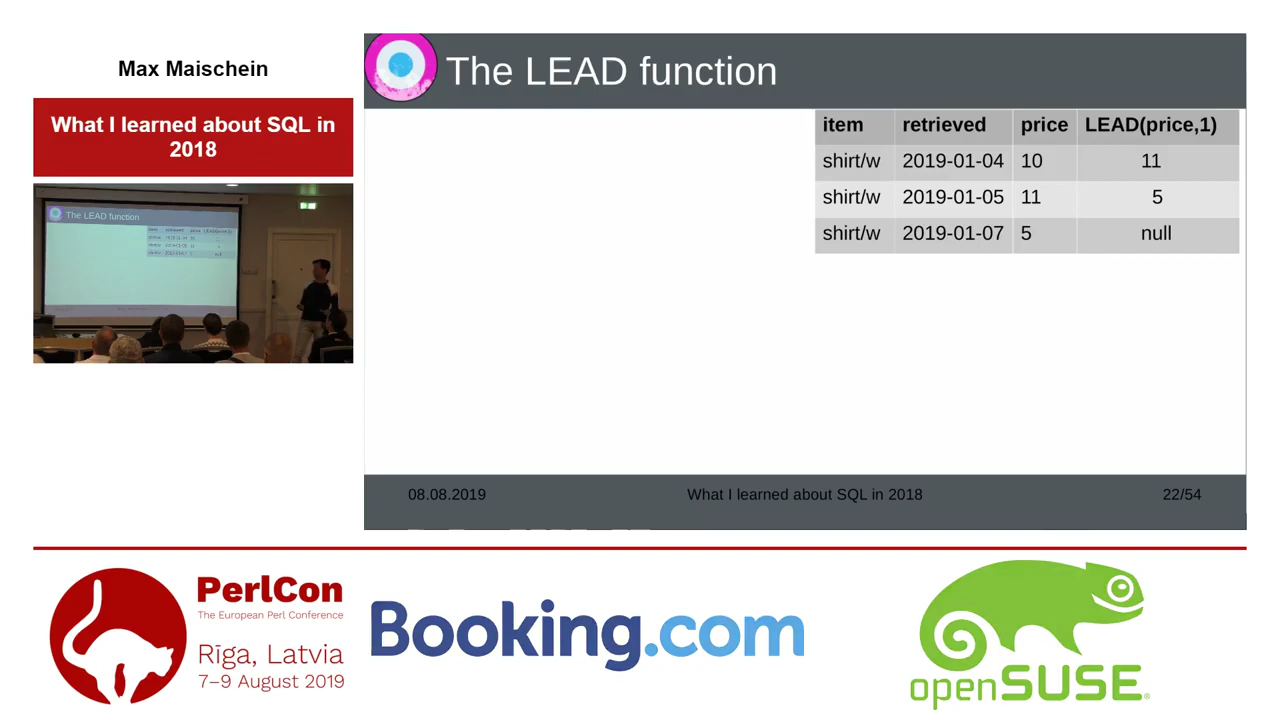 Max Maischein
What I learned about SQL in
2018
The LEAD function
The LEAD function
item retrieved price LEAD(price,1)
shirt/w 2019-01-04 10 11
shirt/w 2019-01-05 11 5
shirt/w 2019-01-07 5 null
08.08.2019 What I learned about SQL in 2018 22/54
PerlCon
The European Perl Conference
Rīga, Latvia
7–9 August 2019
Booking.com
openSUSE